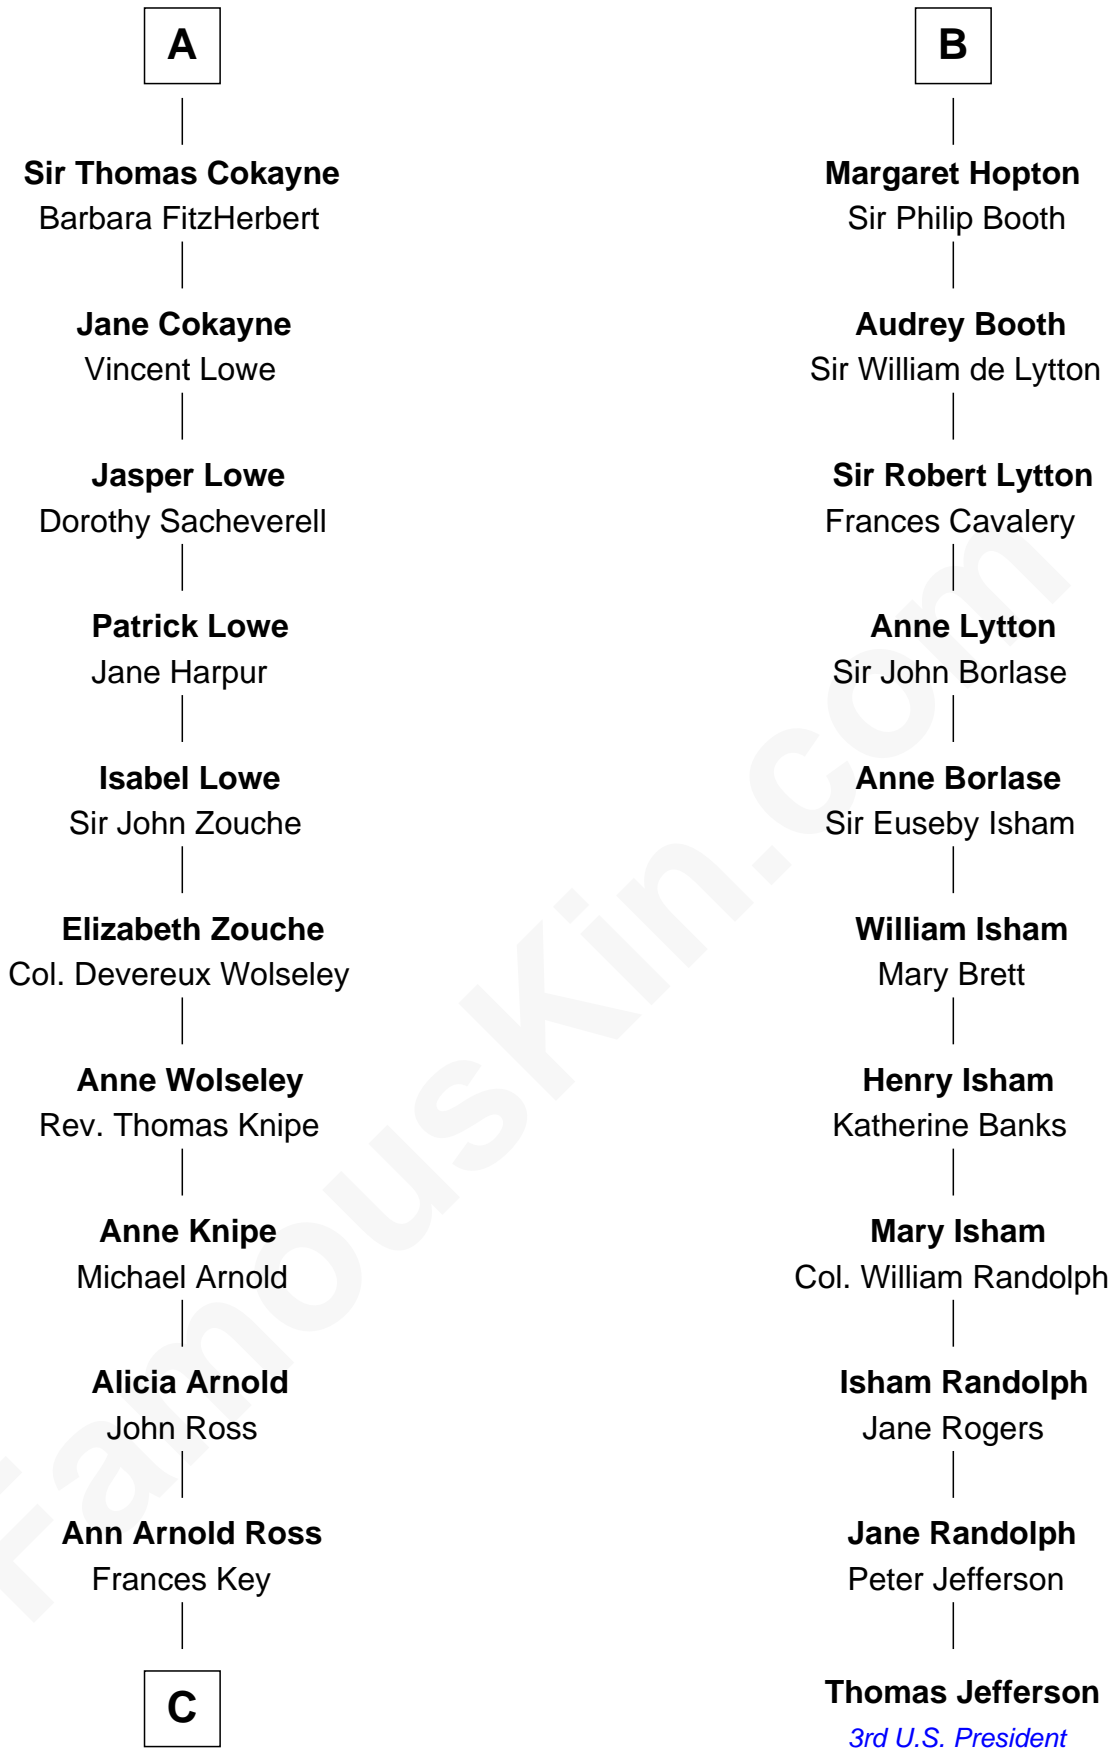 A
Sir Thomas Cokayne
Barbara FitzHerbert
Jane Cokayne
Vincent Lowe
Jasper Lowe
Dorothy Sacheverell
Patrick Lowe
Jane Harpur
Isabel Lowe
Sir John Zouche
Elizabeth Zouche
Col. Devereux Wolseley
Anne Wolseley
Rev. Thomas Knipe
Anne Knipe
Michael Arnold
Alicia Arnold
John Ross
Ann Arnold Ross
Frances Key
C
B
Margaret Hopton
Sir Philip Booth
Audrey Booth
Sir William de Lytton
Sir Robert Lytton
Frances Cavalery
Anne Lytton
Sir John Borlase
Anne Borlase
Sir Euseby Isham
William Isham
Mary Brett
Henry Isham
Katherine Banks
Mary Isham
Col. William Randolph
Isham Randolph
Jane Rogers
Jane Randolph
Peter Jefferson
Thomas Jefferson
3rd U.S. President
FamousKin.com